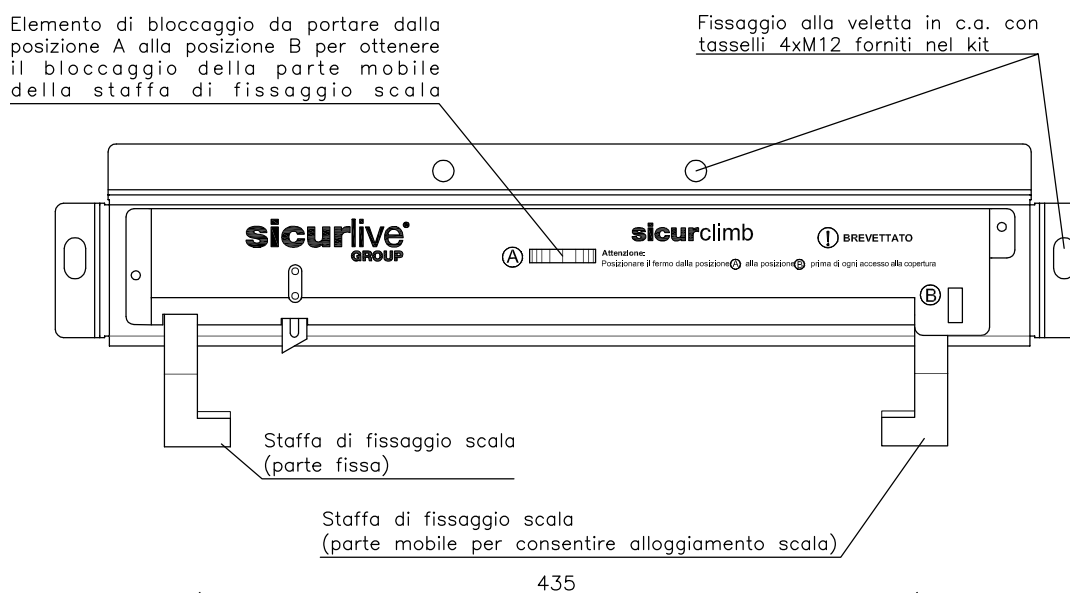 Elemento di bloccaggio da portare dalla
posizione A alla posizione B per ottenere
il bloccaggio della parte mobile
della staffa di fissaggio scala
Fissaggio alla veletta in c.a. con
tasselli 4xM12 forniti nel kit
sicurlive
GROUP
sicurclimb
! BREVETTATO
A
Attenzione:
Posizionare il fermo dalla posizione A alla posizione B prima di ogni accesso alla copertura
B
Staffa di fissaggio scala
(parte fissa)
Staffa di fissaggio scala
(parte mobile per consentire alloggiamento scala)
435